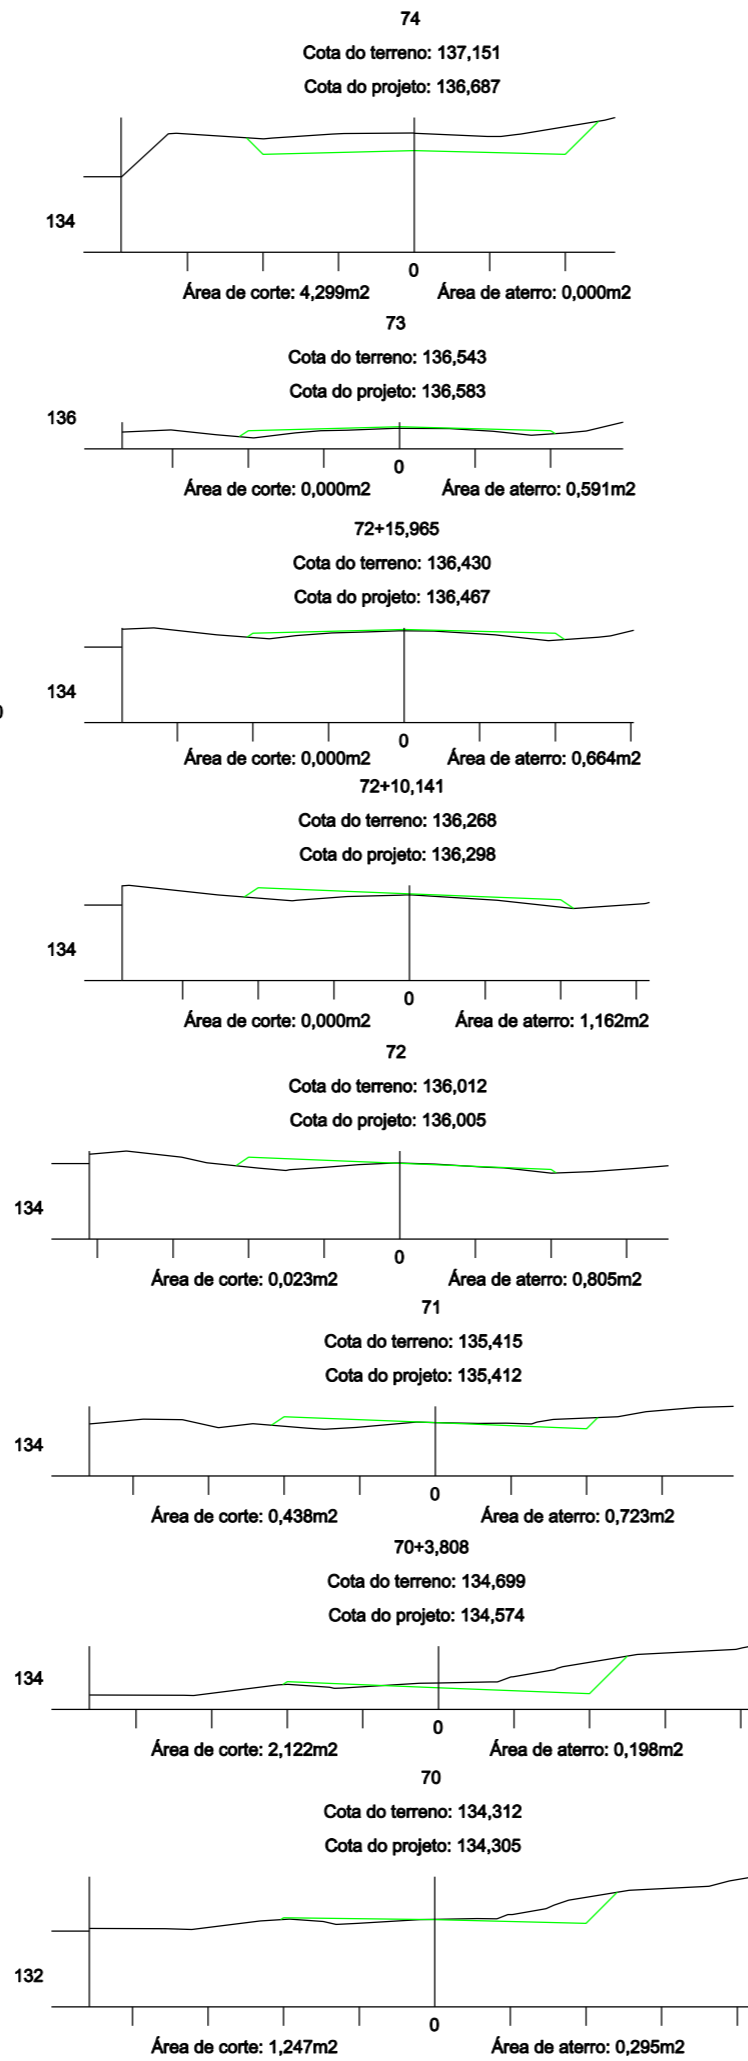 74
Cota do terreno: 137,151
Cota do projeto: 136,687
134
0
Área de corte: 4,299m2 Área de aterro: 0,000m2
73
Cota do terreno: 136,543
Cota do projeto: 136,583
136
0
Área de corte: 0,000m2 Área de aterro: 0,591m2
72+15,965
Cota do terreno: 136,430
Cota do projeto: 136,467
134
0
Área de corte: 0,000m2 Área de aterro: 0,664m2
72+10,141
Cota do terreno: 136,268
Cota do projeto: 136,298
134
0
Área de corte: 0,000m2 Área de aterro: 1,162m2
72
Cota do terreno: 136,012
Cota do projeto: 136,005
134
0
Área de corte: 0,023m2 Área de aterro: 0,805m2
71
Cota do terreno: 135,415
Cota do projeto: 135,412
134
0
Área de corte: 0,438m2 Área de aterro: 0,723m2
70+3,808
Cota do terreno: 134,699
Cota do projeto: 134,574
134
0
Área de corte: 2,122m2 Área de aterro: 0,198m2
70
Cota do terreno: 134,312
Cota do projeto: 134,305
132
0
Área de corte: 1,247m2 Área de aterro: 0,295m2